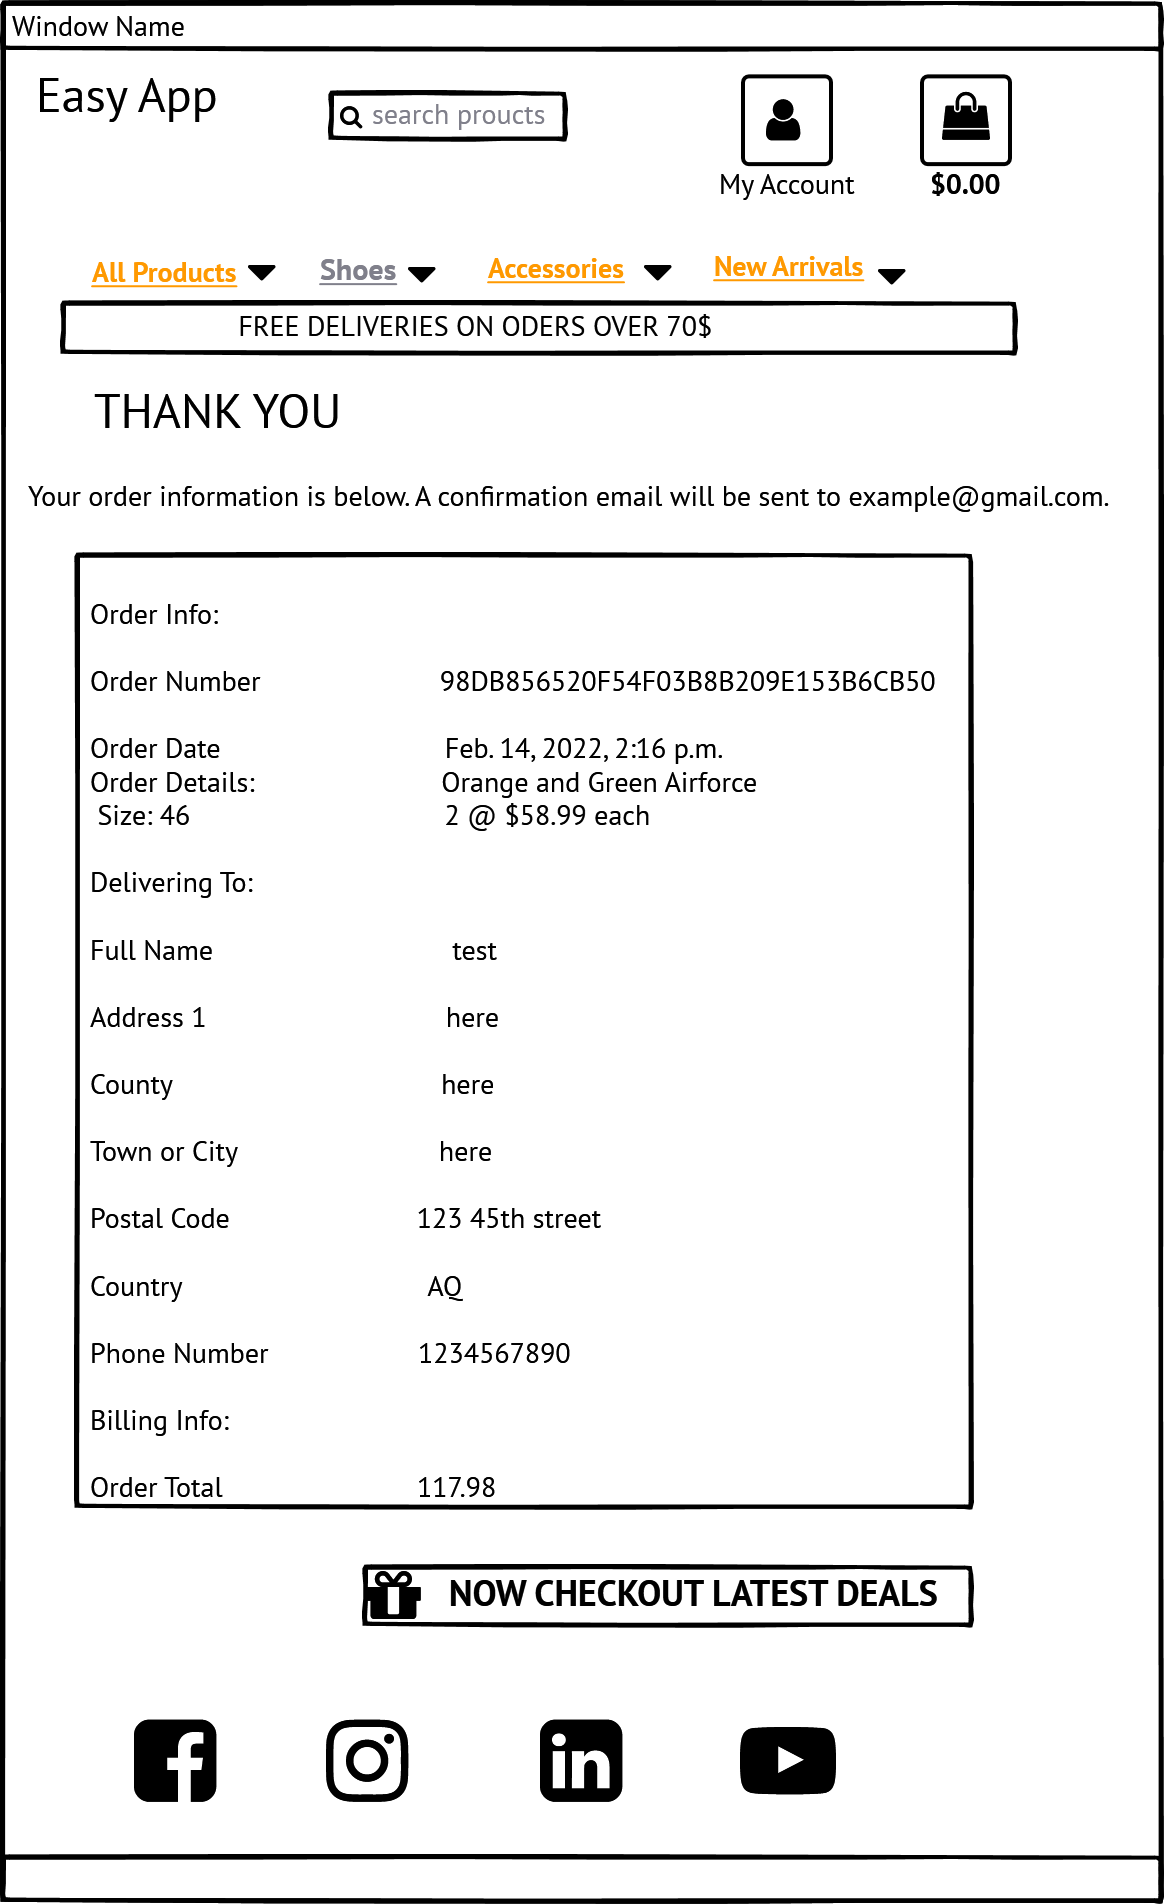 Window Name
Easy App
search proucts
My Account
$0.00
All Products
Shoes
Accessories
New Arrivals
FREE DELIVERIES ON ODERS OVER 70$
THANK YOU
Your order information is below. A confirmation email will be sent to example@gmail.com.
Order Info:
Order Number 98DB856520F54F03B8B209E153B6CB50
Order Date Feb. 14, 2022, 2:16 p.m.
Order Details: Orange and Green Airforce
Size: 46 2 @ $58.99 each
Delivering To:
Full Name test
Address 1 here
County here
Town or City here
Postal Code 123 45th street
Country AQ
Phone Number 1234567890
Billing Info:
Order Total 117.98
NOW CHECKOUT LATEST DEALS